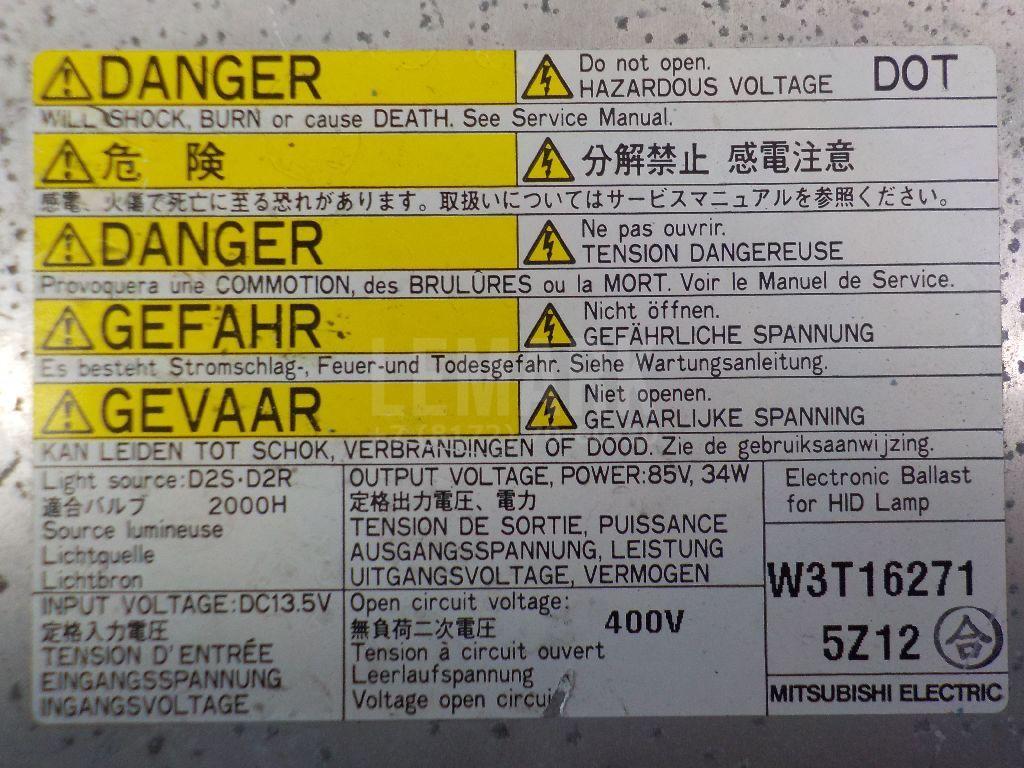 DANGER
Do not open.
HAZARDOUS VOLTAGE
DOT
WILL SHOCK, BURN or cause DEATH. See Service Manual.
危 険
分解禁止 感電注意
感電、火傷で死亡に至る恐れがあります。取扱いについてはサービスマニュアルを参照ください。
DANGER
Ne pas ouvrir.
TENSION DANGEREUSE
Provoquera une COMMOTION, des BRULÛRES ou la MORT. Voir le Manuel de Service.
GEFAHR
Nicht öffnen.
GEFÄHRLICHE SPANNUNG
Es besteht Stromschlag-, Feuer-und Todesgefahr. Siehe Wartungsanleitung.
GEVAAR
Niet openen.
GEVAARLIJKE SPANNING
KAN LEIDEN TOT SCHOK, VERBRANDINGEN OF DOOD. Zie de gebruiksaanwijzing.
Light source:D2S·D2R
適合バルブ 2000H
Source lumineuse
Lichtquelle
Lichtbron
OUTPUT VOLTAGE, POWER:85V, 34W
定格出力電圧、電力
TENSION DE SORTIE, PUISSANCE
AUSGANGSSPANNUNG, LEISTUNG
UITGANGSVOLTAGE, VERMOGEN
Electronic Ballast
for HID Lamp
INPUT VOLTAGE:DC13.5V
定格入力電圧
TENSION D'ENTRÉE
EINGANGSSPANNUNG
INGANGSVOLTAGE
Open circuit voltage:
無負荷二次電圧 400V
Tension à circuit ouvert
Leerlaufspannung
Voltage open circui
W3T16271
5Z12 合
MITSUBISHI ELECTRIC